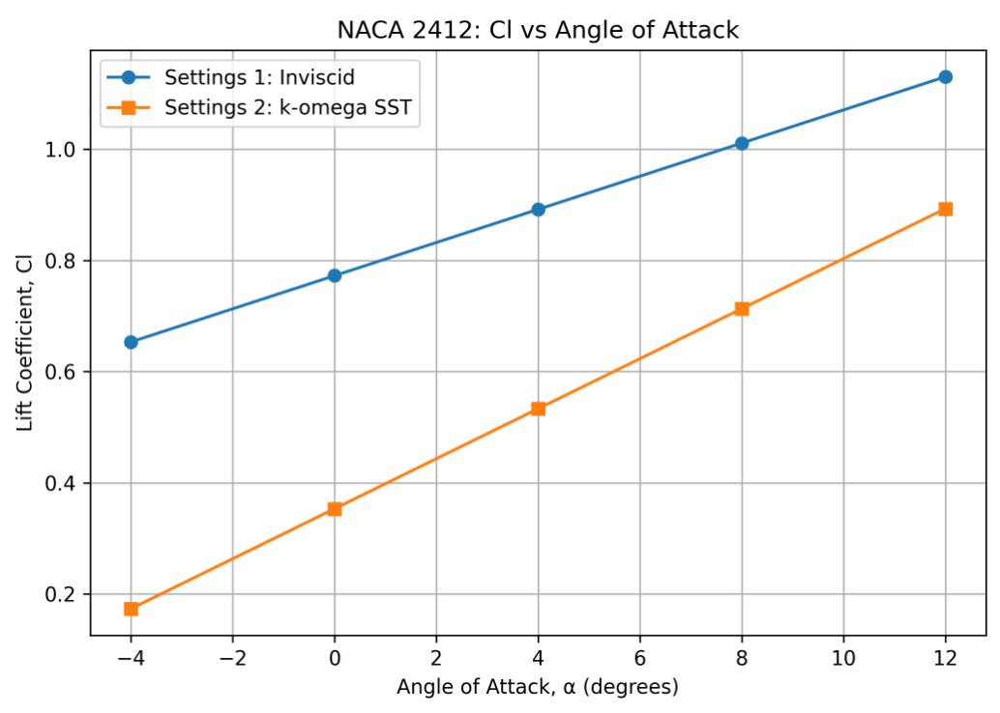 NACA 2412: Cl vs Angle of Attack
Settings 1: Inviscid
Settings 2: k-omega SST
Lift Coefficient, Cl
1.0
0.8
0.6
0.4
0.2
−4 −2 0 2 4 6 8 10 12
Angle of Attack, α (degrees)